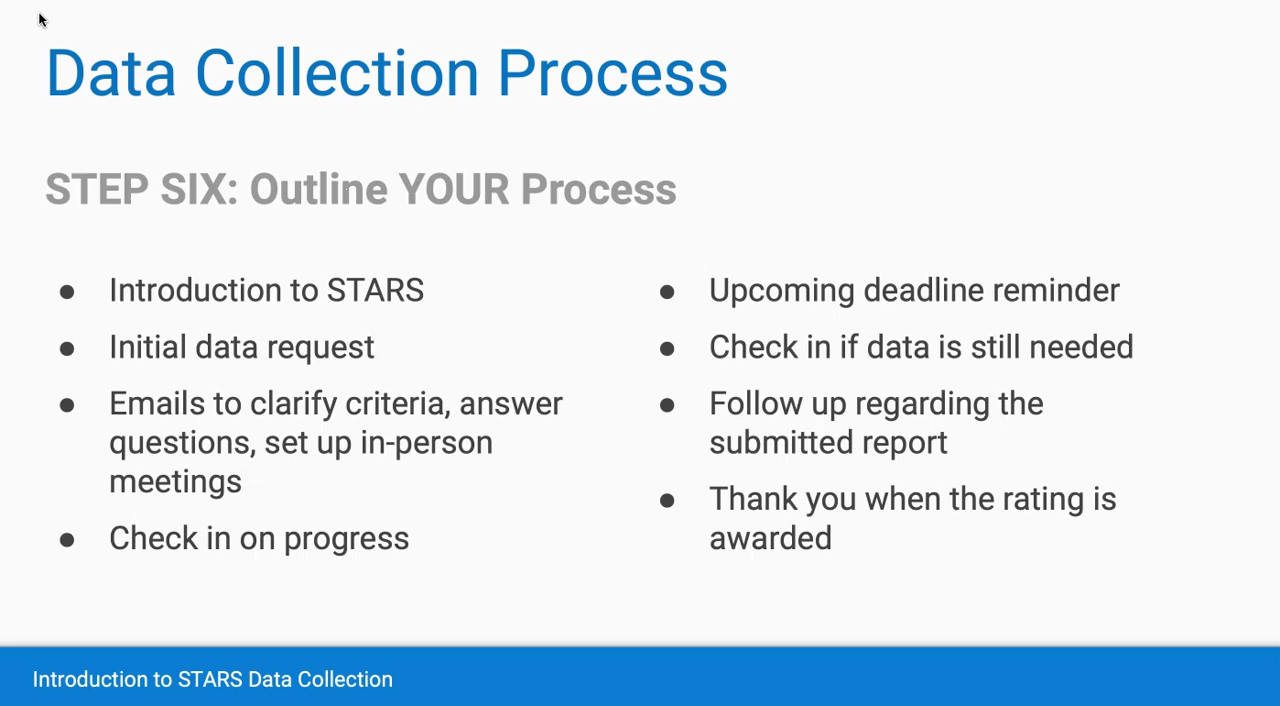 Data Collection Process
STEP SIX: Outline YOUR Process
● Introduction to STARS
● Initial data request
● Emails to clarify criteria, answer
questions, set up in-person
meetings
● Check in on progress
● Upcoming deadline reminder
● Check in if data is still needed
● Follow up regarding the
submitted report
● Thank you when the rating is
awarded
Introduction to STARS Data Collection